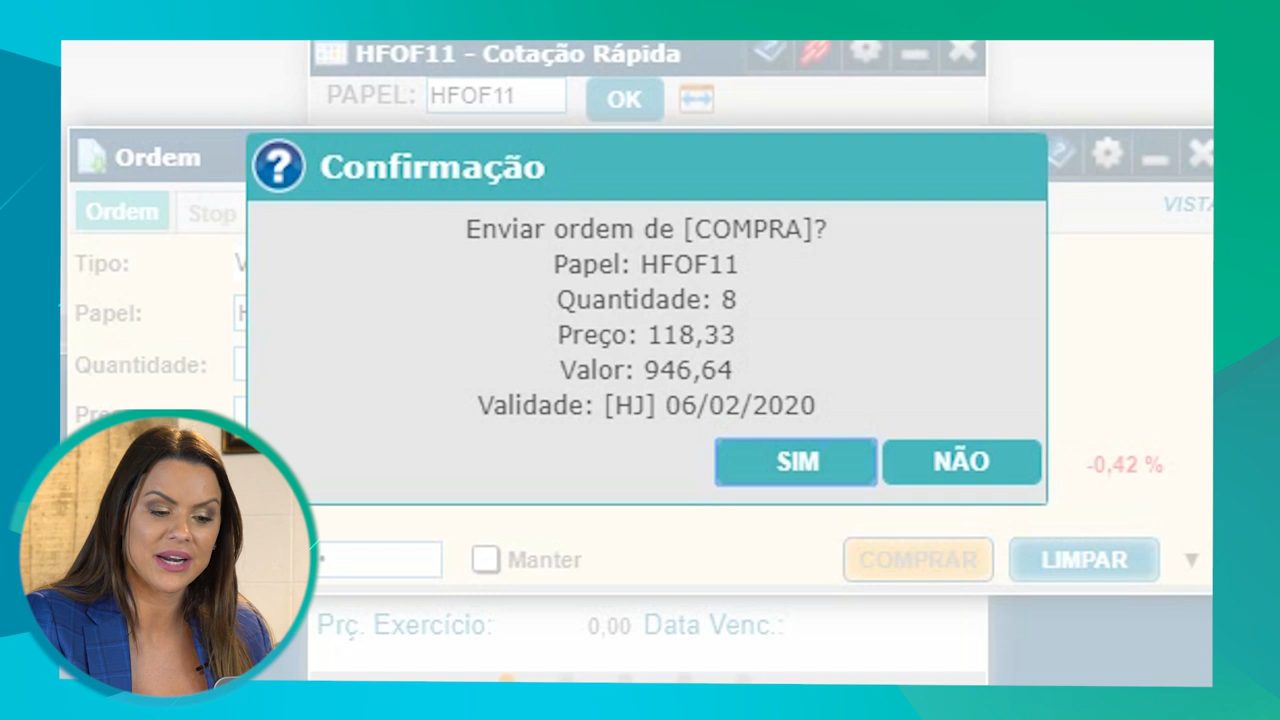 HFOF11 - Cotação Rápida
PAPEL: HFOF11 OK
Ordem
Confirmação
Ordem Stop
VISTA
Enviar ordem de [COMPRA]?
Tipo:
Papel: HFOF11
Quantidade: 8
Papel:
Preço: 118,33
Quantidade:
Valor: 946,64
Validade: [HJ] 06/02/2020
SIM NÃO
-0,42 %
Manter COMPRAR LIMPAR
Prç. Exercício: 0,00 Data Venc.: